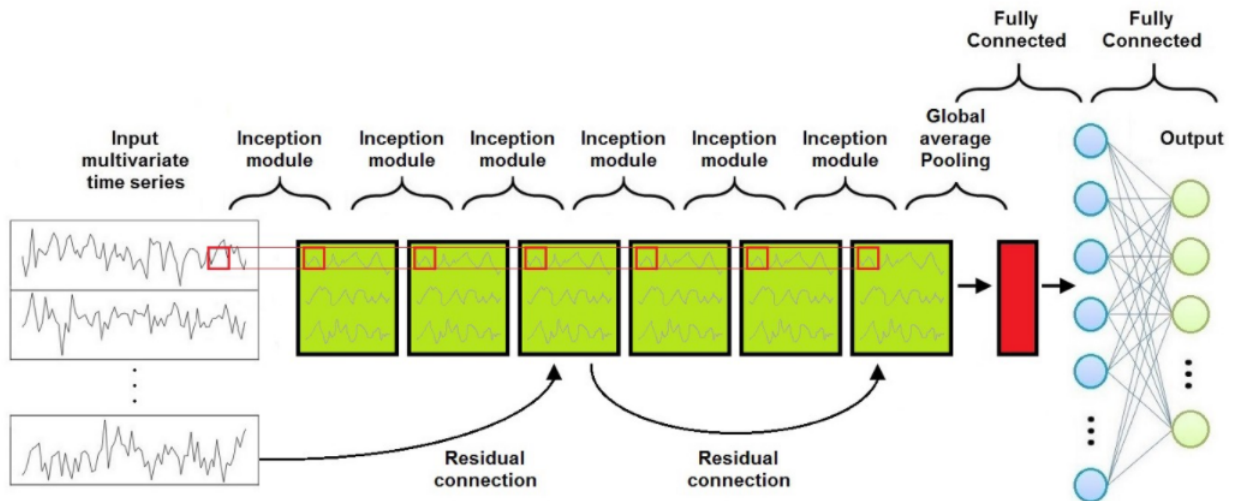 Fully
Connected
Fully
Connected
Input
multivariate
time series
Inception
module
Inception
module
Inception
module
Inception
module
Inception
module
Inception
module
Global
average
Pooling
Output
Residual
connection
Residual
connection